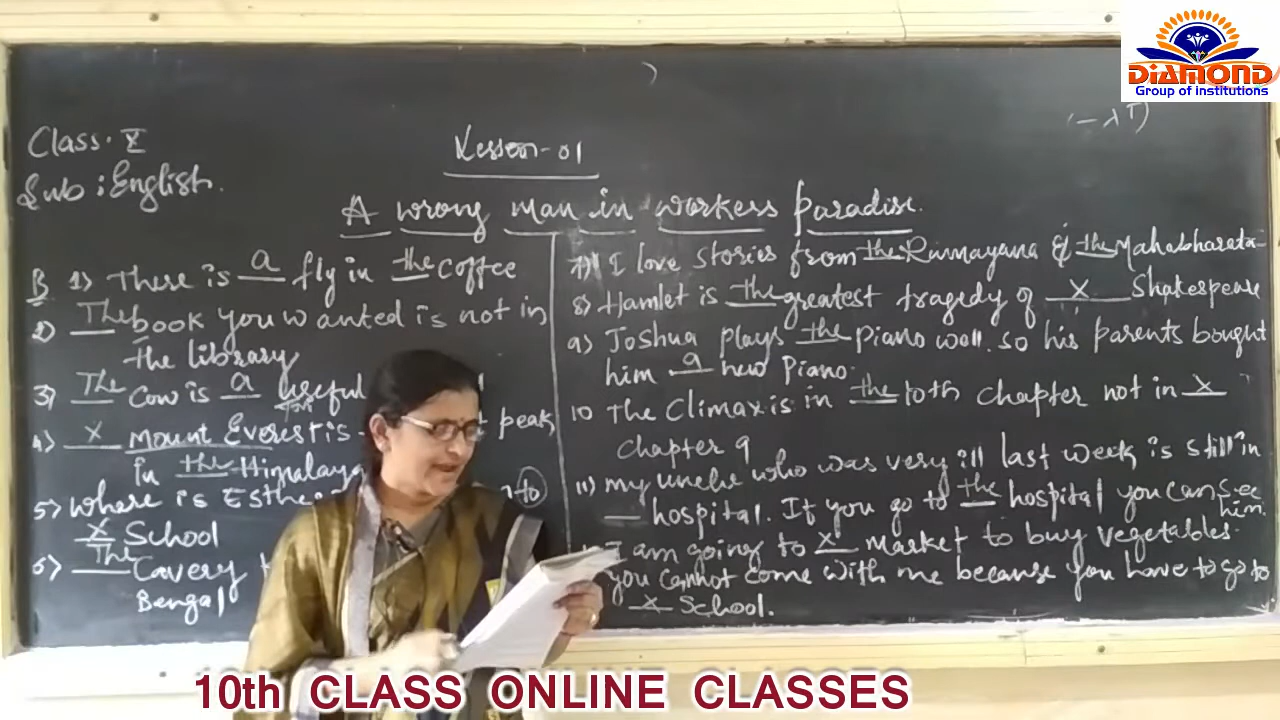 DIAMOND
Group of institutions
Class. X
Sub : English.
Lesson-01
A wrong man in workess paradise.
B 1) There is a fly in the coffee
2) The book you wanted is not in
the library
3) The Cow is a useful
4) x Mount Everest is peak
in the Himalaya
5) Where is Esthe to
x School
6) The Cavery
Bengal
7) I love stories from the Ramayana & the Mahabharata
8) Hamlet is the greatest tragedy of x Shakespeare
9) Joshua plays the piano well. so his parents bought
him a new Piano.
10 The Climax is in the 10th chapter not in x
chapter 9
11) my uncle who was very ill last week is still in
hospital. If you go to the hospital you can see
him.
I am going to x market to buy vegetables.
you cannot come with me because you have to go to
x School.
10th CLASS ONLINE CLASSES